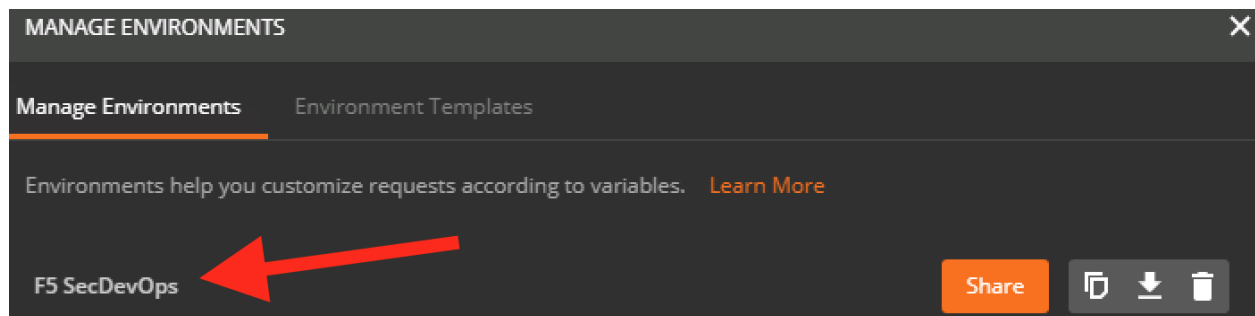 MANAGE ENVIRONMENTS
Manage Environments Environment Templates
Environments help you customize requests according to variables. Learn More
F5 SecDevOps Share